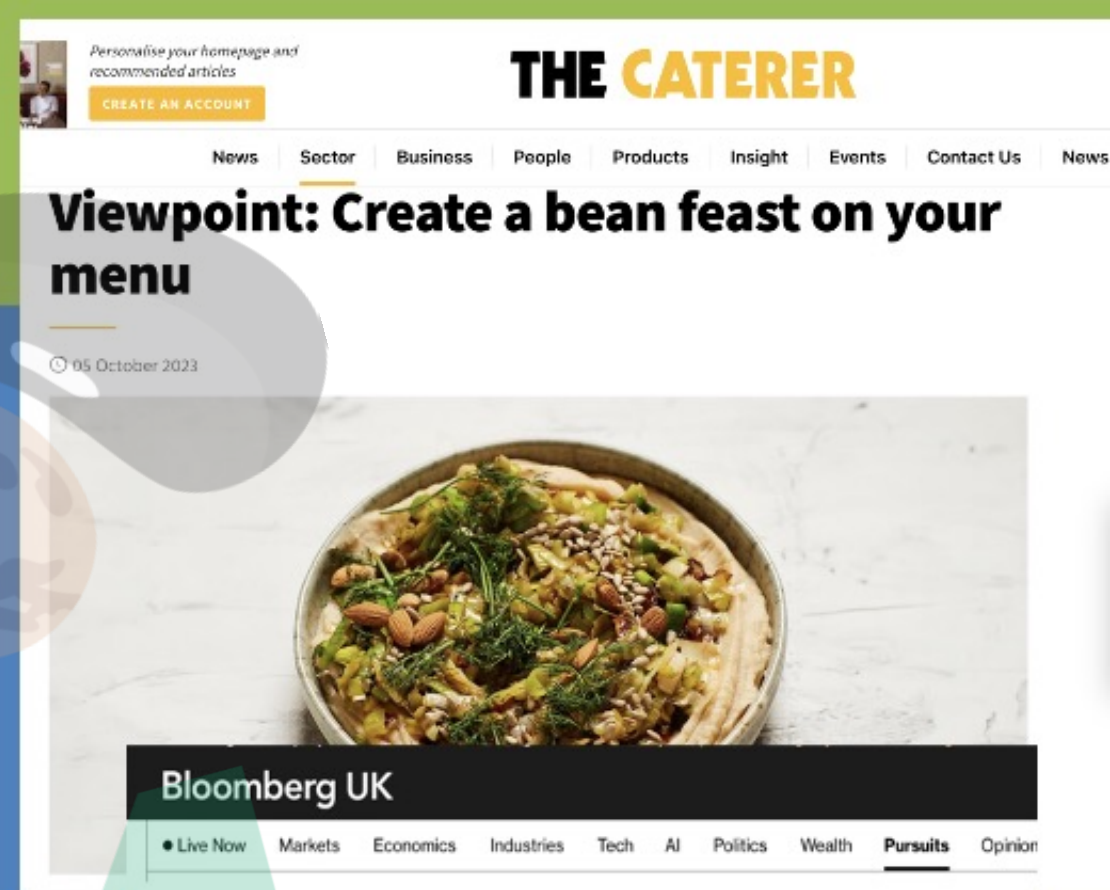 Personalise your homepage and
recommended articles
CREATE AN ACCOUNT
THE CATERER
News Sector Business People Products Insight Events Contact Us News
Viewpoint: Create a bean feast on your
menu
05 October 2023
Bloomberg UK
Live Now Markets Economics Industries Tech AI Politics Wealth Pursuits Opinion